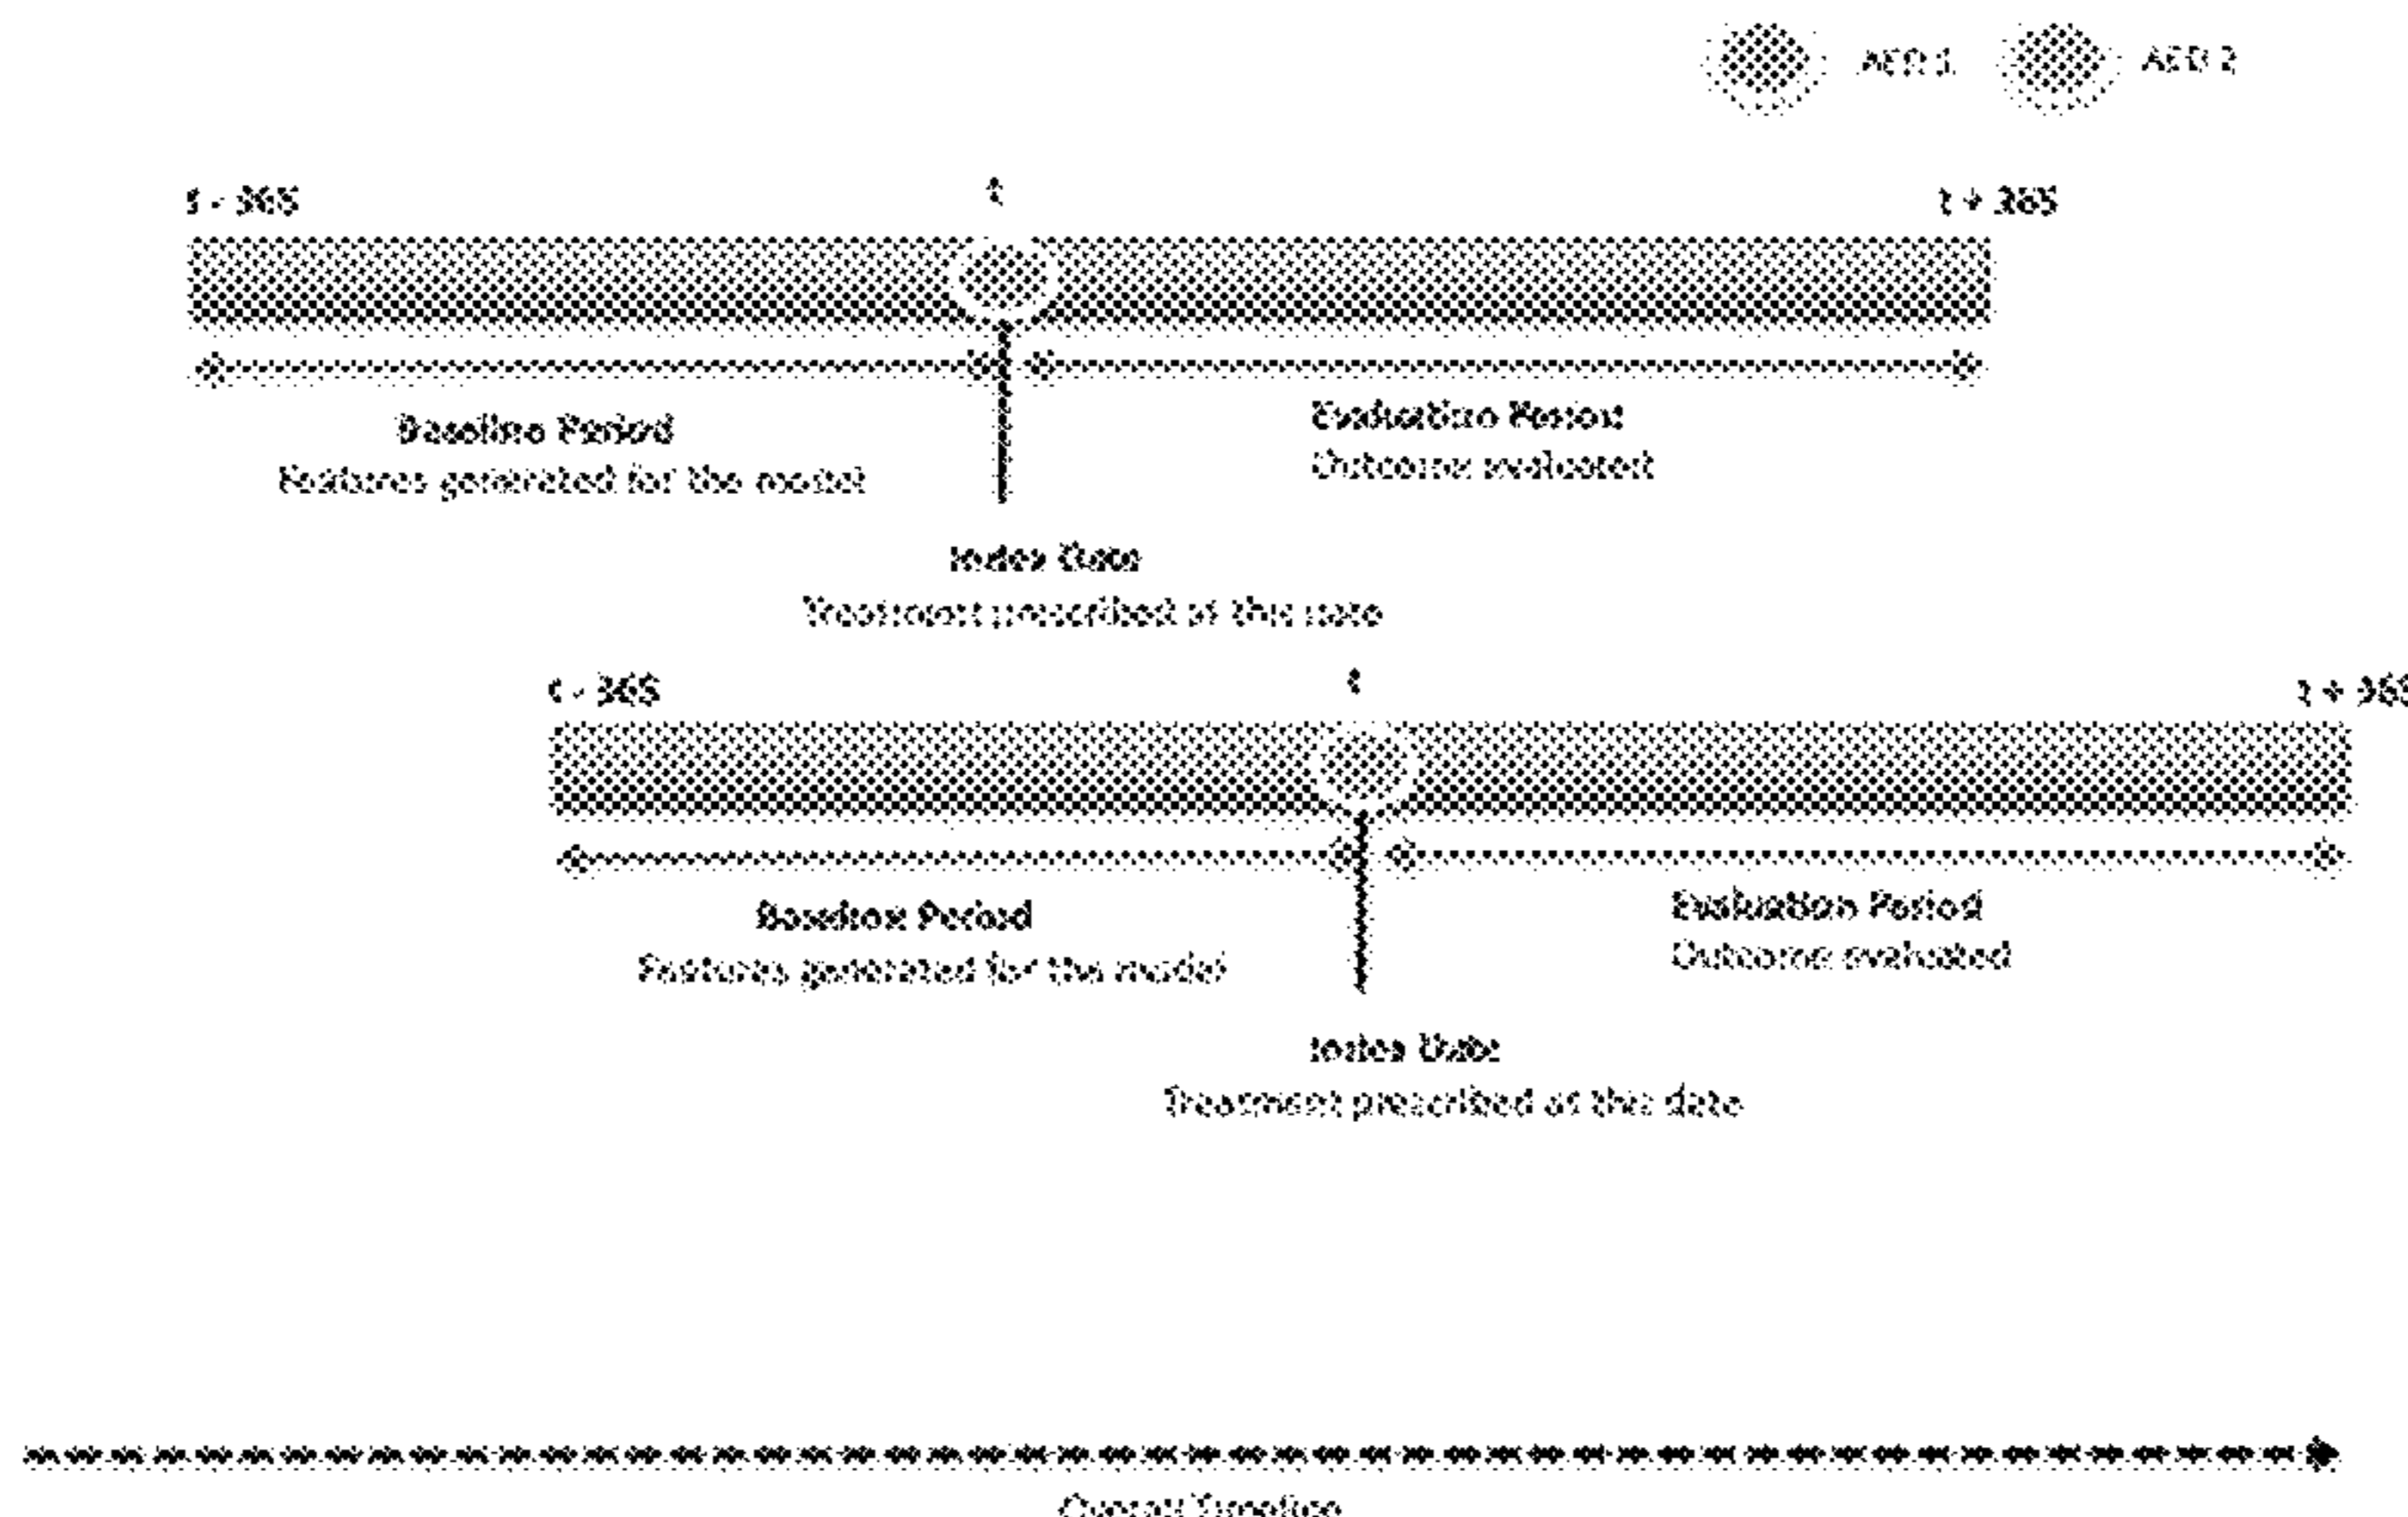 AED 1 AED 2
t - 365 t t + 365
Baseline Period Evaluation Period
Features generated for the model Outcome evaluated
Index Date
Treatment prescribed at this date
t - 365 t t + 365
Baseline Period Evaluation Period
Features generated for the model Outcome evaluated
Index Date
Treatment prescribed at this date
Overall Timeline